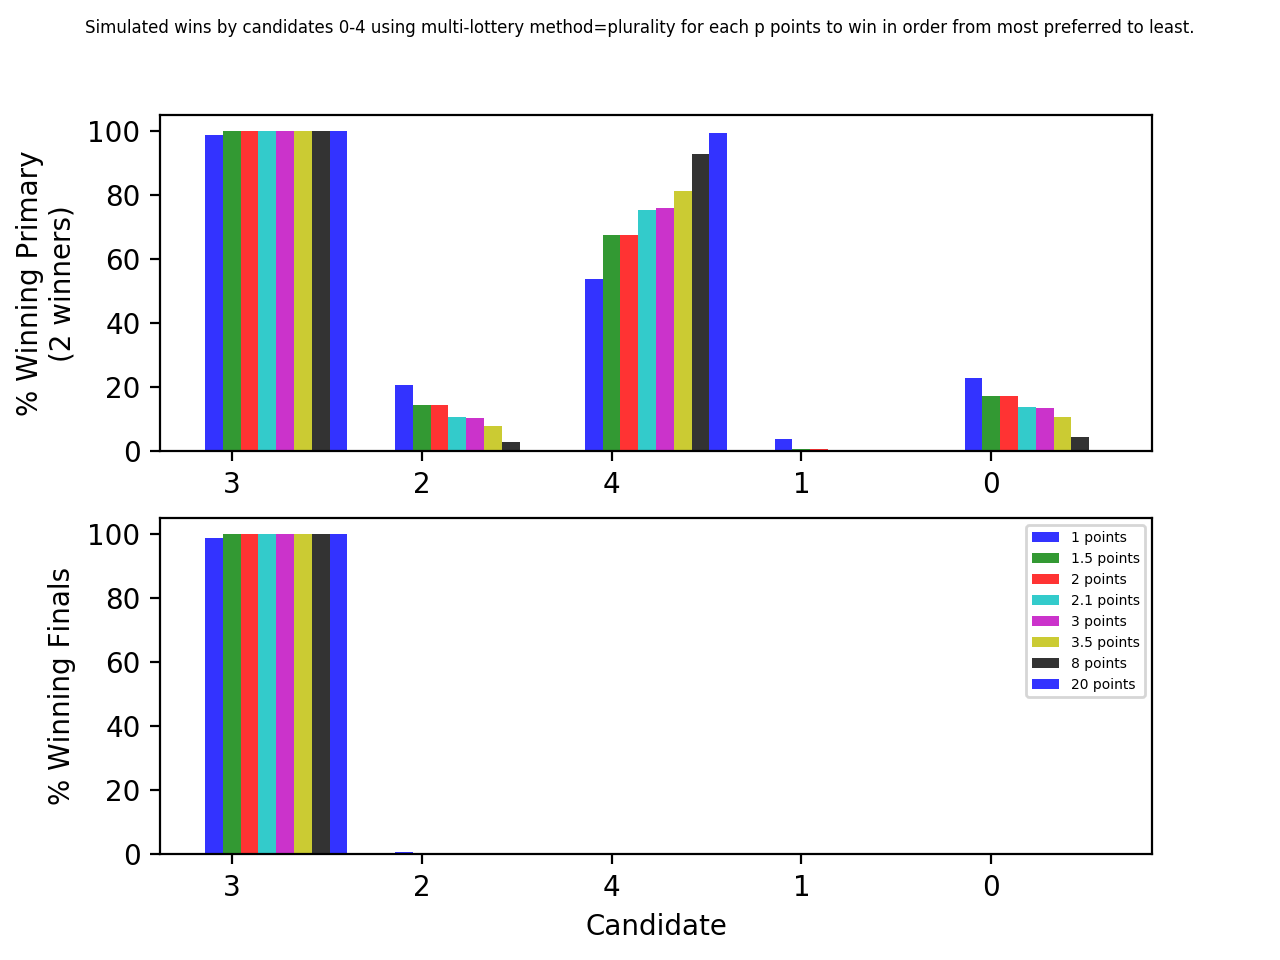 Simulated wins by candidates 0-4 using multi-lottery method=plurality for each p points to win in order from most preferred to least.
% Winning Primary
(2 winners)
100
80
60
40
20
0
3 2 4 1 0
% Winning Finals
100
80
60
40
20
0
1 points
1.5 points
2 points
2.1 points
3 points
3.5 points
8 points
20 points
3 2 4 1 0
Candidate